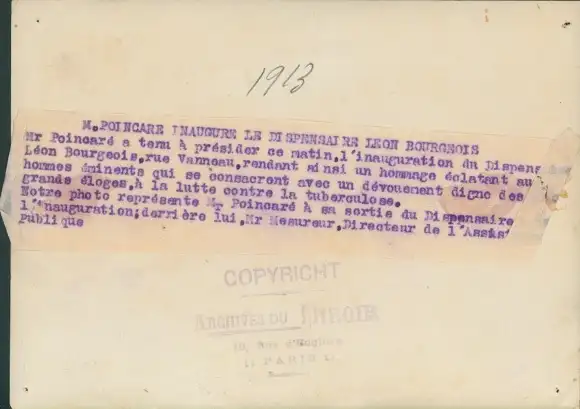 1913
M.POINCARE INAUGURE LE DISPENSAIRE LEON BOURGEOIS
Mr Poincaré a tenu à présider ce matin,l'inauguration du Dispens
Léon Bourgeois,rue Vanneau,rendant ainsi un hommage éclatant au
hommes éminents qui se consacrent avec un dévouement digne des
grands éloges,à la lutte contre la tuberculose.
Notre photo représente Mr Poincaré à sa sortie du Dispensaire
l'inauguration;derrière lui,Mr Mesureur,Directeur de l'Assis
Publique
COPYRIGHT
ARCHIVES DU MIROIR
Rue d'Enghien
PARIS